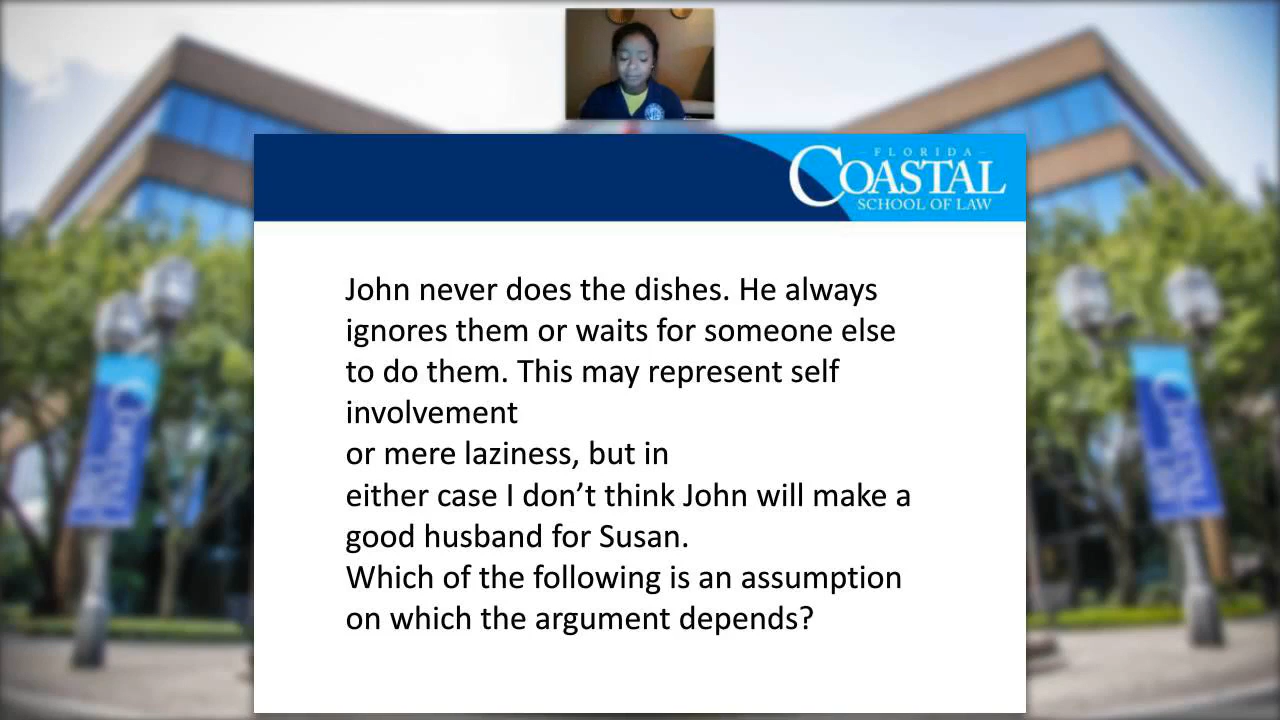 FLORIDA
COASTAL
SCHOOL OF LAW
John never does the dishes. He always
ignores them or waits for someone else
to do them. This may represent self
involvement
or mere laziness, but in
either case I don’t think John will make a
good husband for Susan.
Which of the following is an assumption
on which the argument depends?